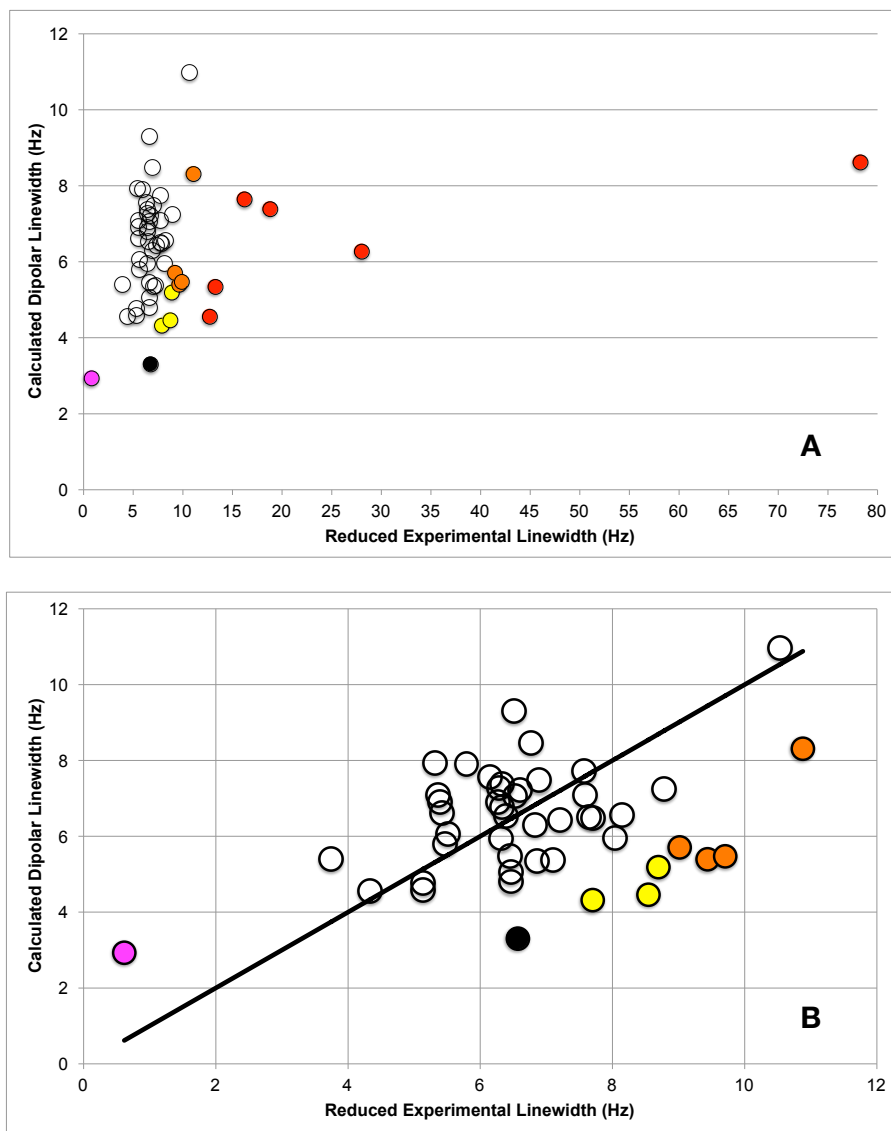 12
10
8
6
4
2
0
Calculated Dipolar Linewidth (Hz)
A
0 5 10 15 20 25 30 35 40 45 50 55 60 65 70 75 80
Reduced Experimental Linewidth (Hz)
12
10
8
6
4
2
0
Calculated Dipolar Linewidth (Hz)
B
0 2 4 6 8 10 12
Reduced Experimental Linewidth (Hz)